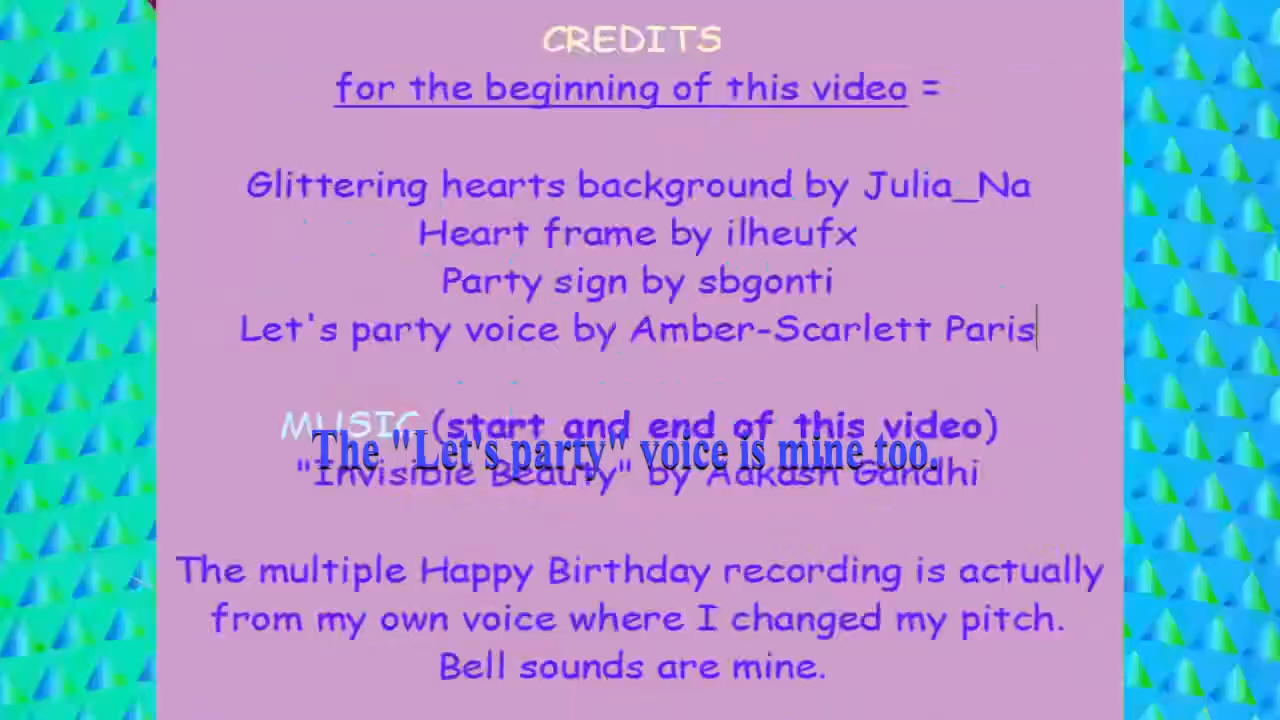 CREDITS
for the beginning of this video =
Glittering hearts background by Julia_Na
Heart frame by ilheufx
Party sign by sbgonti
Let's party voice by Amber-Scarlett Paris
MUSIC (start and end of this video)
The "Let's party" voice is mine too.
"Invisible Beauty" by Aakash Gandhi
The multiple Happy Birthday recording is actually
from my own voice where I changed my pitch.
Bell sounds are mine.